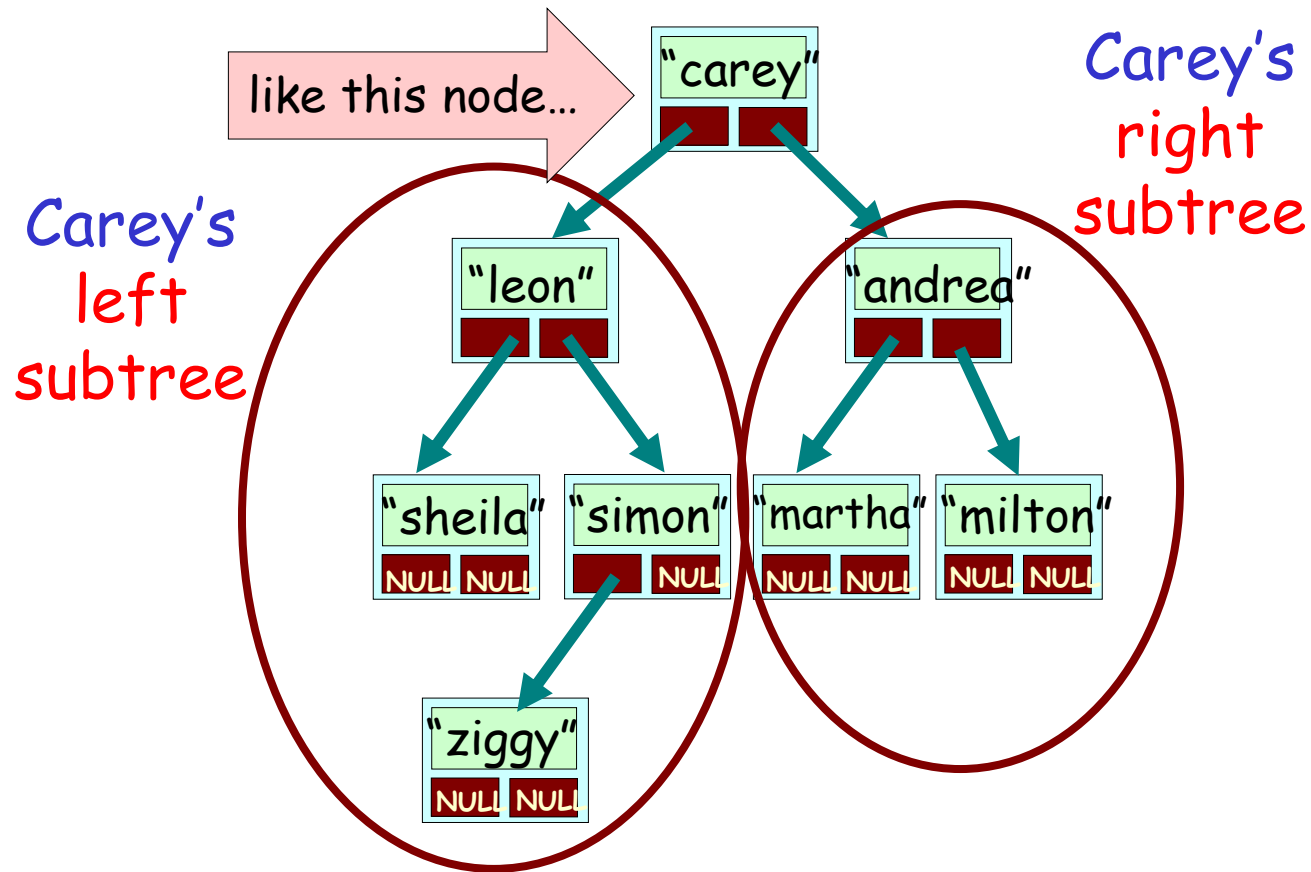 "carey"
like this node...
Carey's
right
subtree
Carey's
left
subtree
"leon"
"andrea"
"sheila"
"simon"
"martha"
"milton"
NULL NULL
NULL
NULL NULL
NULL NULL
"ziggy"
NULL NULL